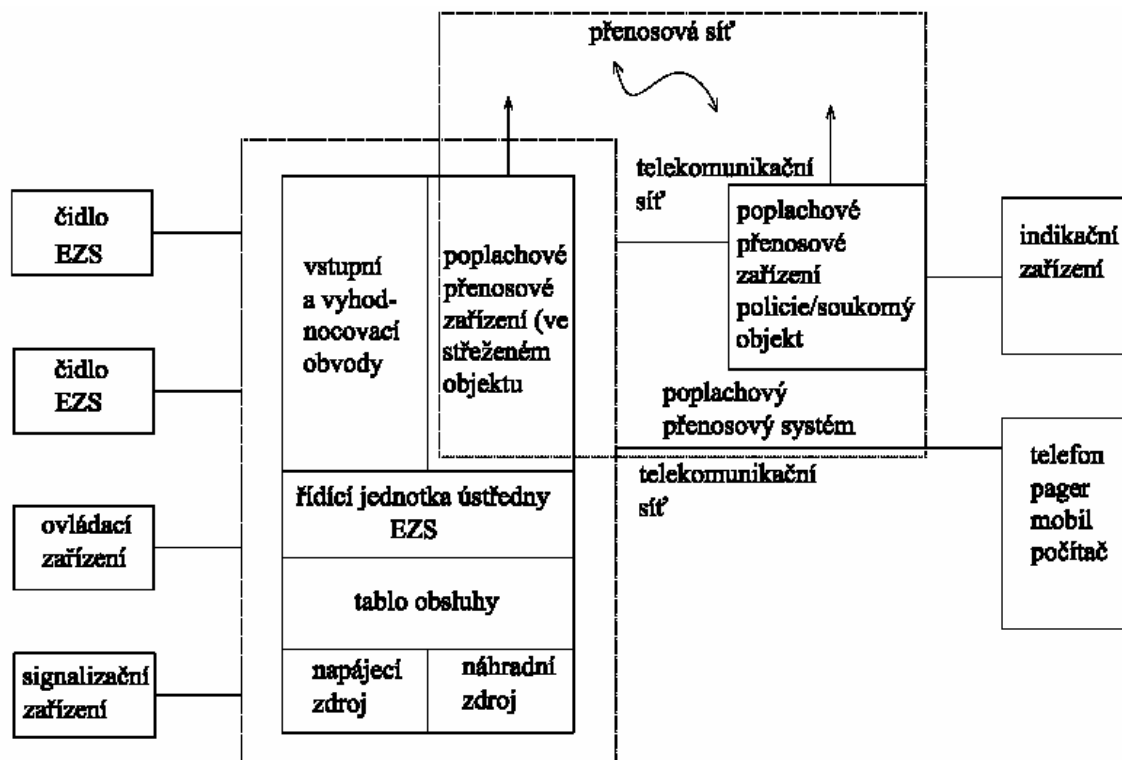 přenosová síť
telekomunikační
síť
čidlo
EZS
čidlo
EZS
ovládací
zařízení
signalizační
zařízení
vstupní
a vyhod-
nocovací
obvody
poplachové
přenosové
zařízení (ve
střeženém
objektu
řídící jednotka ústředny
EZS
tablo obsluhy
napájecí
zdroj
náhradní
zdroj
poplachové
přenosové
zařízení
policie/soukomý
objekt
poplachový
přenosový systém
telekomunikační
síť
indikační
zařízení
telefon
pager
mobil
počítač